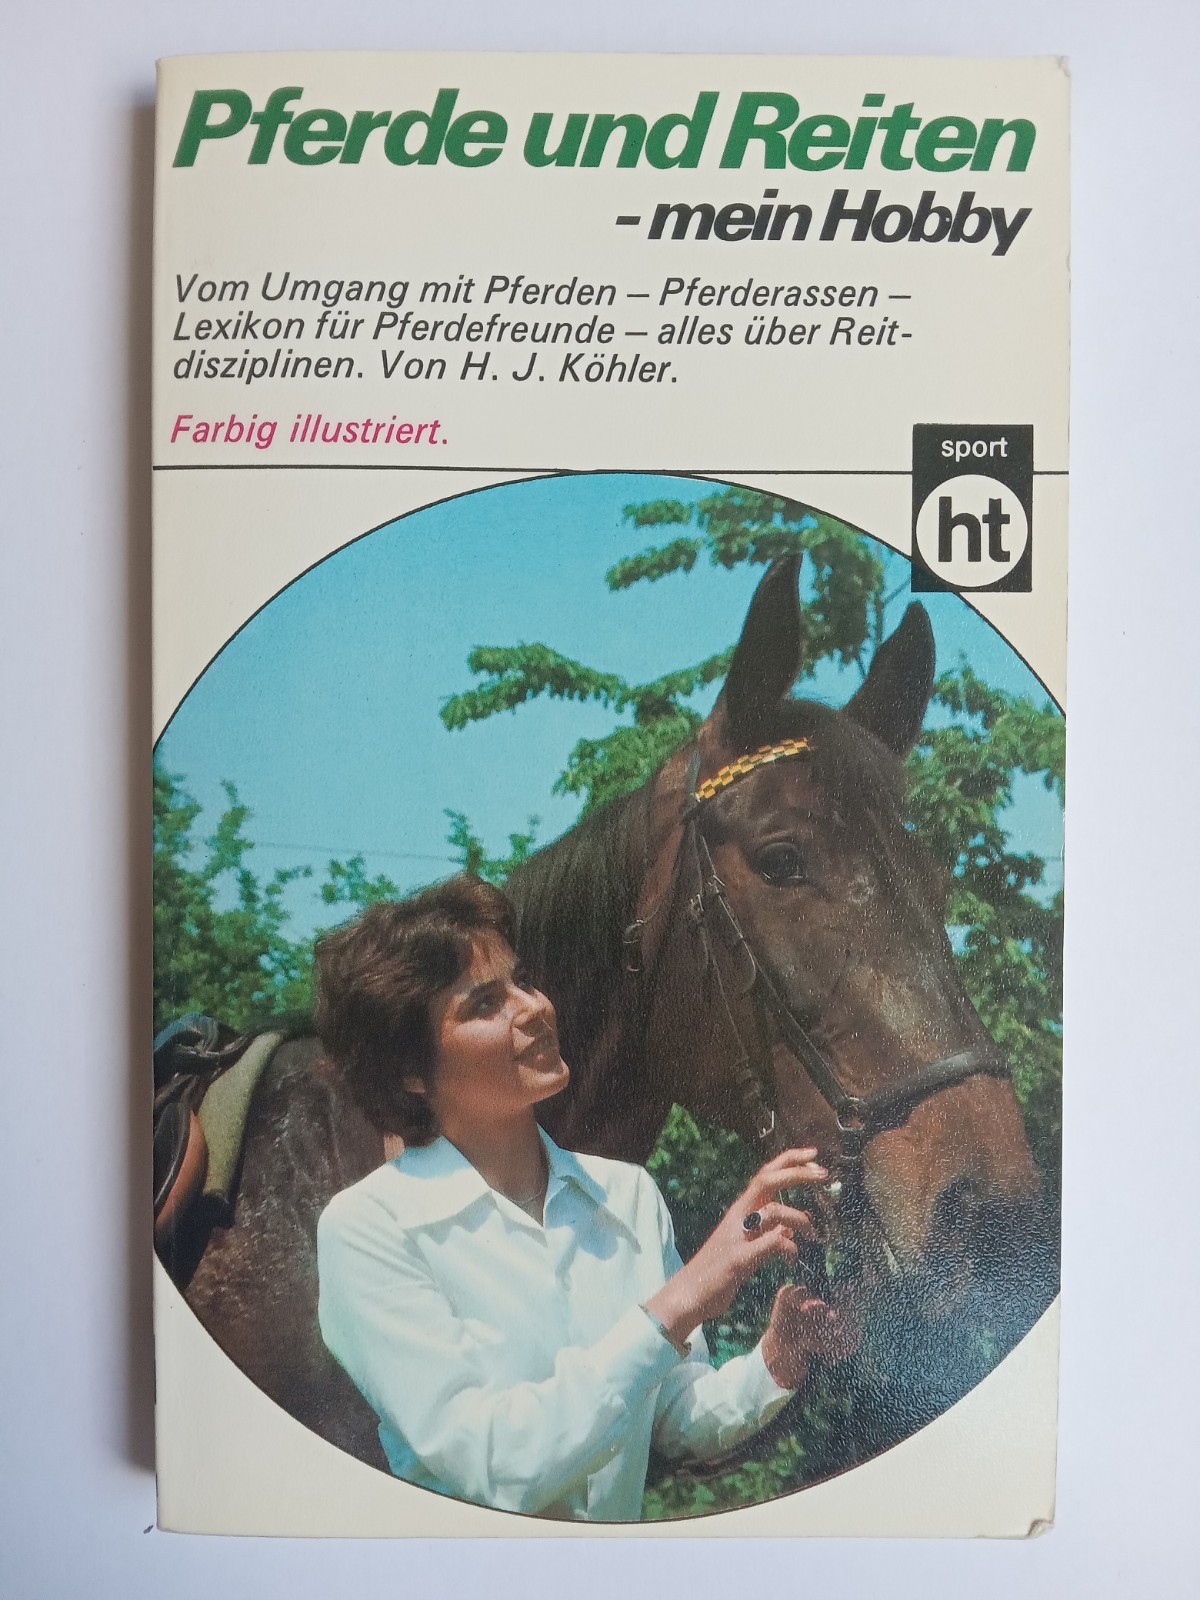 Pferde und Reiten
- mein Hobby
Vom Umgang mit Pferden – Pferderassen –
Lexikon für Pferdefreunde – alles über Reit-
disziplinen. Von H. J. Köhler.
Farbig illustriert.
sport
ht